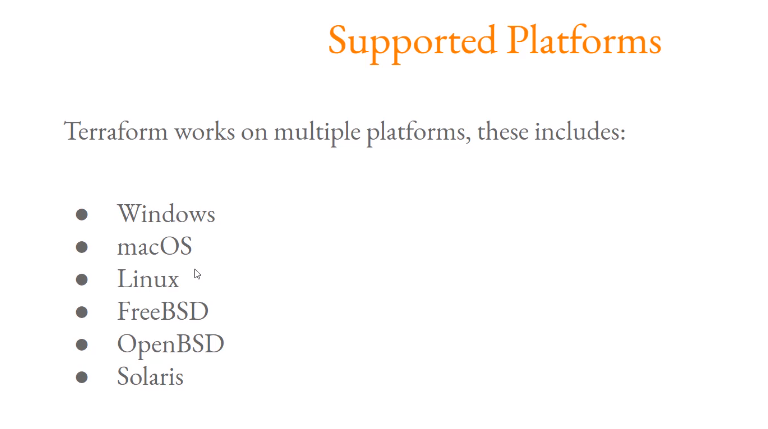 Supported Platforms
Terraform works on multiple platforms, these includes:
● Windows
● macOS
● Linux
● FreeBSD
● OpenBSD
● Solaris